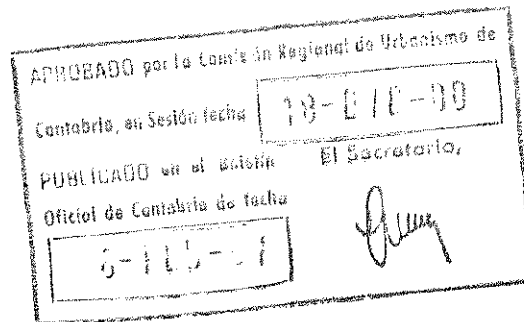 APROBADO por la Comisión Regional de Urbanismo de
Cantabria, en Sesión fecha
PUBLICADO en el Boletín
El Secretario,
Oficial de Cantabria de fecha